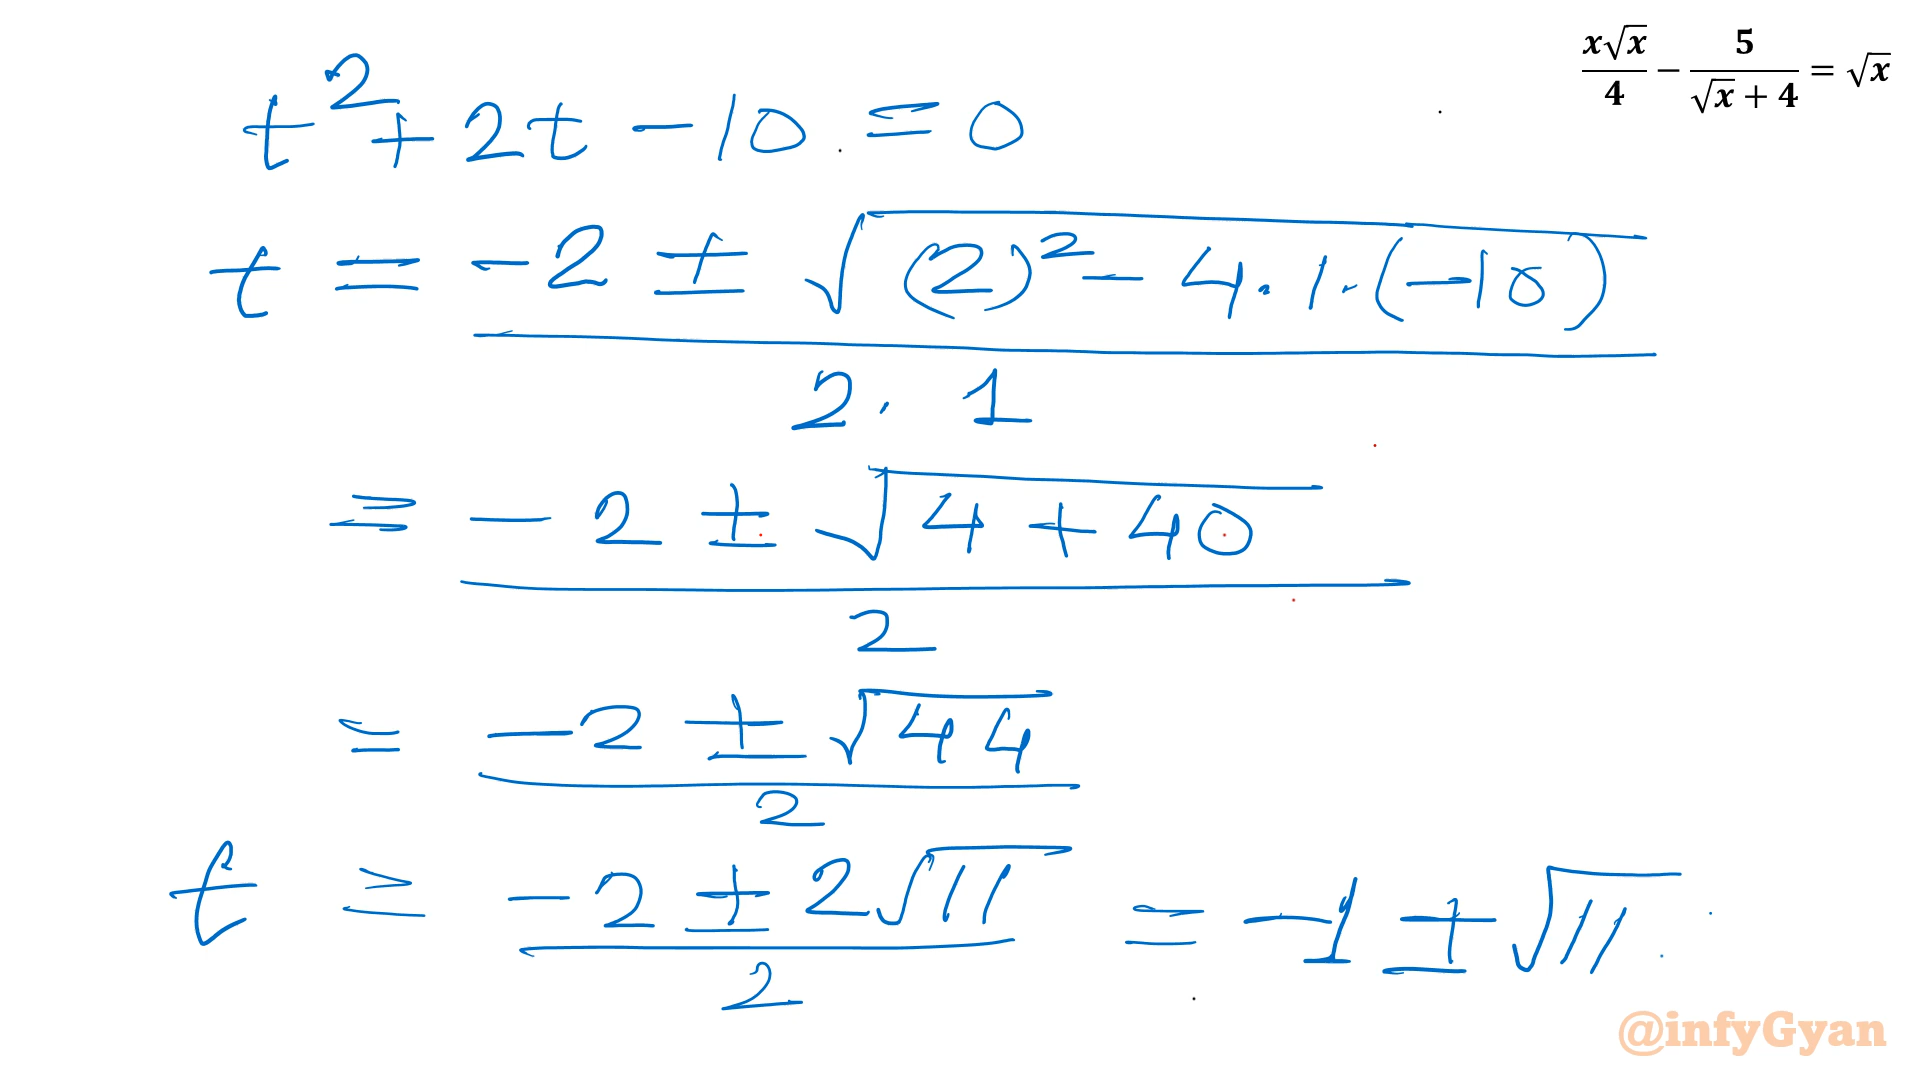 x√x/4 − 5/(√x + 4) = √x
t² + 2t − 10 = 0
t = (−2 ± √((2)² − 4 · 1 · (−10)))/(2 · 1)
= (−2 ± √(4 + 40))/2
= (−2 ± √44)/2
t = (−2 ± 2√11)/2 = −1 ± √11
@infyGyan